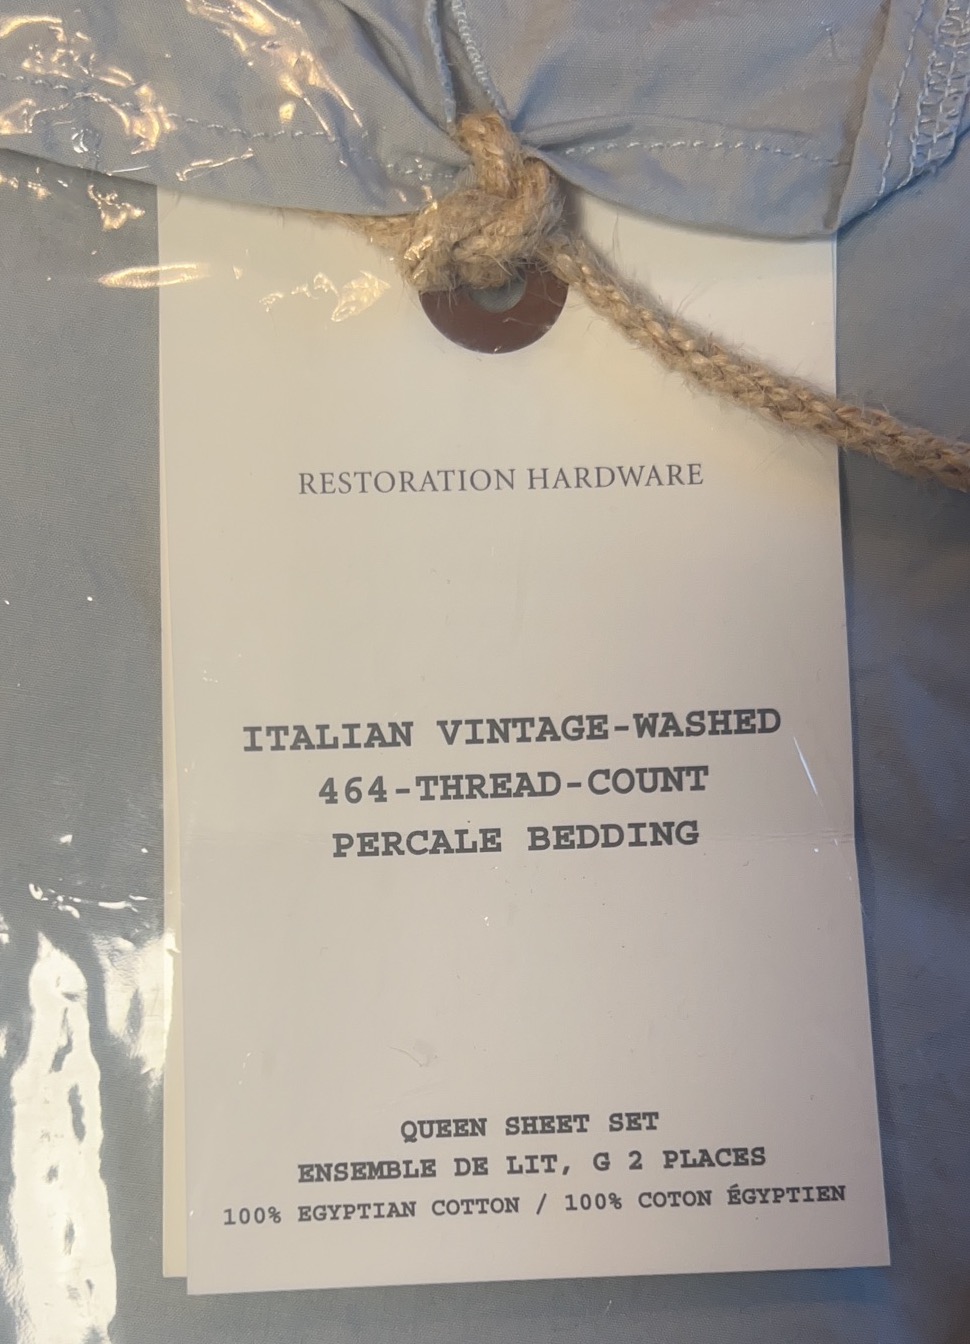 RESTORATION HARDWARE
ITALIAN VINTAGE-WASHED
464-THREAD-COUNT
PERCALE BEDDING
QUEEN SHEET SET
ENSEMBLE DE LIT, G 2 PLACES
100% EGYPTIAN COTTON / 100% COTON ÉGYPTIEN